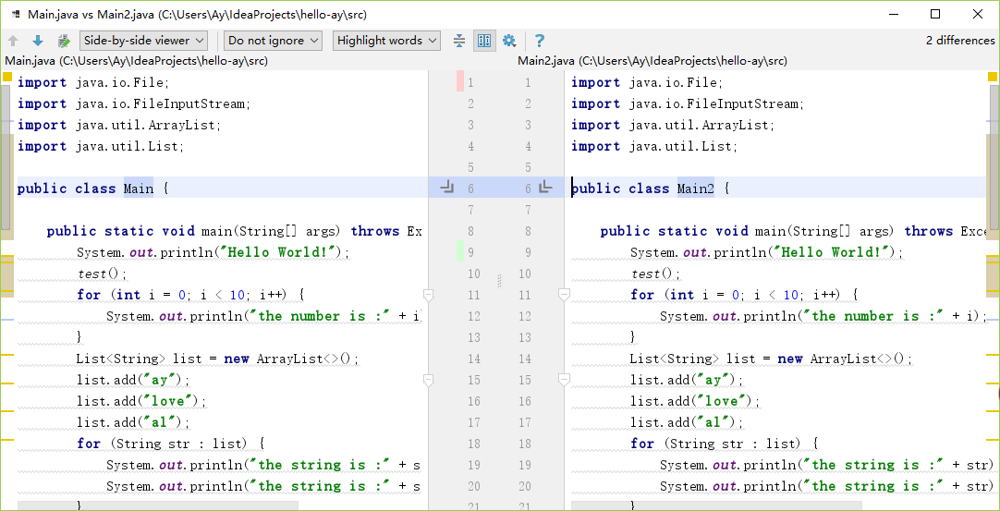 Main.java vs Main2.java (C:\Users\Ay\IdeaProjects\hello-ay\src)
Side-by-side viewer Do not ignore Highlight words ? 2 differences
Main.java (C:\Users\Ay\IdeaProjects\hello-ay\src) Main2.java (C:\Users\Ay\IdeaProjects\hello-ay\src)
import java.io.File; 1 1 import java.io.File;
import java.io.FileInputStream; 2 2 import java.io.FileInputStream;
import java.util.ArrayList; 3 3 import java.util.ArrayList;
import java.util.List; 4 4 import java.util.List;
5 5
public class Main { 6 6 public class Main2 {
7 7
public static void main(String[] args) throws Ex 8 8 public static void main(String[] args) throws Exc
System.out.println("Hello World!"); 9 9 System.out.println("Hello World!");
test(); 10 10 test();
for (int i = 0; i < 10; i++) { 11 11 for (int i = 0; i < 10; i++) {
System.out.println("the number is :" + i) 12 12 System.out.println("the number is :" + i);
} 13 13 }
List<String> list = new ArrayList<>(); 14 14 List<String> list = new ArrayList<>();
list.add("ay"); 15 15 list.add("ay");
list.add("love"); 16 16 list.add("love");
list.add("al"); 17 17 list.add("al");
for (String str : list) { 18 18 for (String str : list) {
System.out.println("the string is :" + s 19 19 System.out.println("the string is :" + str)
System.out.println("the string is :" + s 20 20 System.out.println("the string is :" + str)
} 21 21 }